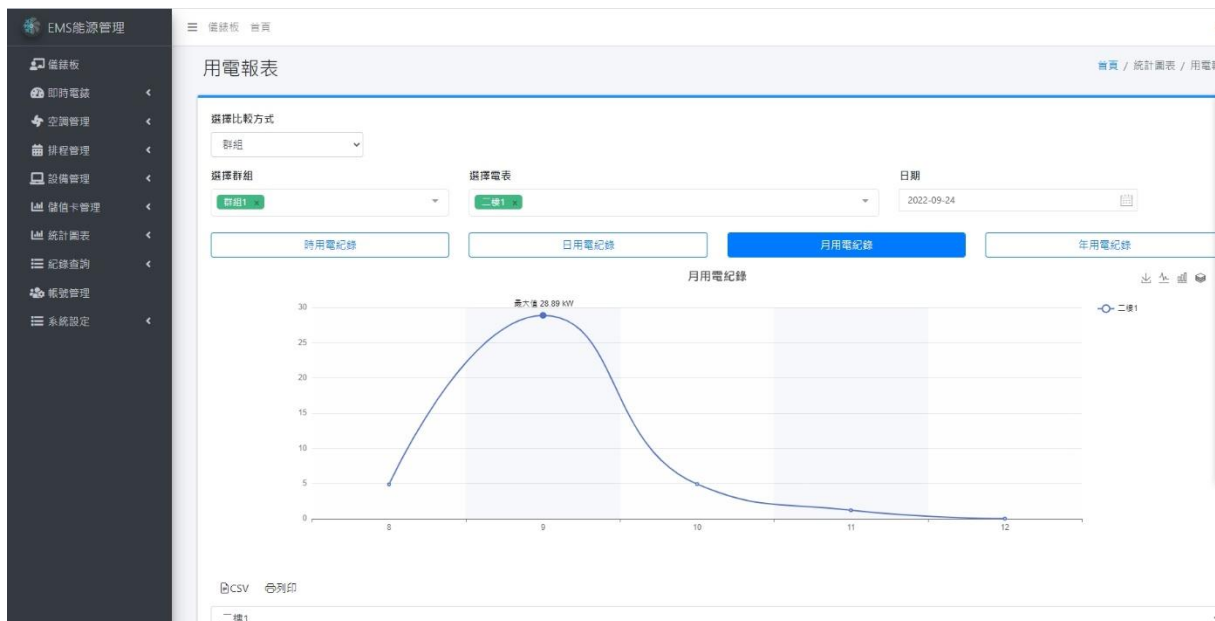 EMS能源管理
儀錶板 首頁
儀錶板
即時電錶
空調管理
排程管理
設備管理
儲值卡管理
統計圖表
紀錄查詢
帳號管理
系統設定
用電報表
首頁 / 統計圖表 / 用電
選擇比較方式
群組
選擇群組 選擇電表 日期
群組1 × 二樓1 × 2022-09-24
時用電紀錄 日用電紀錄 月用電紀錄 年用電紀錄
月用電紀錄
最大值 28.89 kW
二樓1
30
25
20
15
10
5
0
8 9 10 11 12
CSV 列印
二樓1